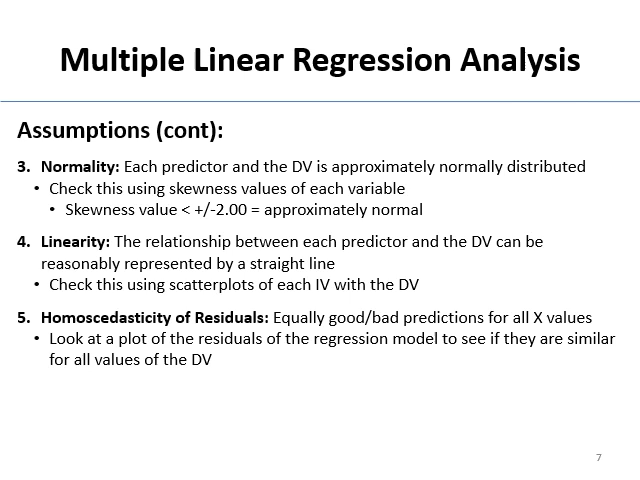 Multiple Linear Regression Analysis
Assumptions (cont):
3. Normality: Each predictor and the DV is approximately normally distributed
• Check this using skewness values of each variable
• Skewness value < +/-2.00 = approximately normal
4. Linearity: The relationship between each predictor and the DV can be
reasonably represented by a straight line
• Check this using scatterplots of each IV with the DV
5. Homoscedasticity of Residuals: Equally good/bad predictions for all X values
• Look at a plot of the residuals of the regression model to see if they are similar
for all values of the DV
7